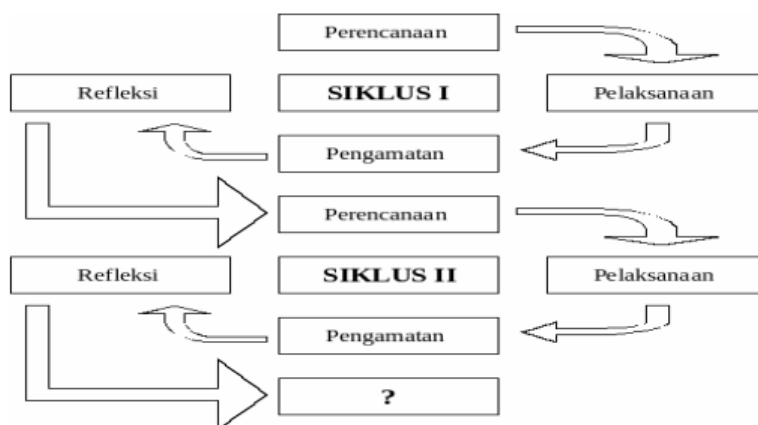 Perencanaan
Refleksi
SIKLUS I
Pelaksanaan
Pengamatan
Perencanaan
Refleksi
SIKLUS II
Pelaksanaan
Pengamatan
?